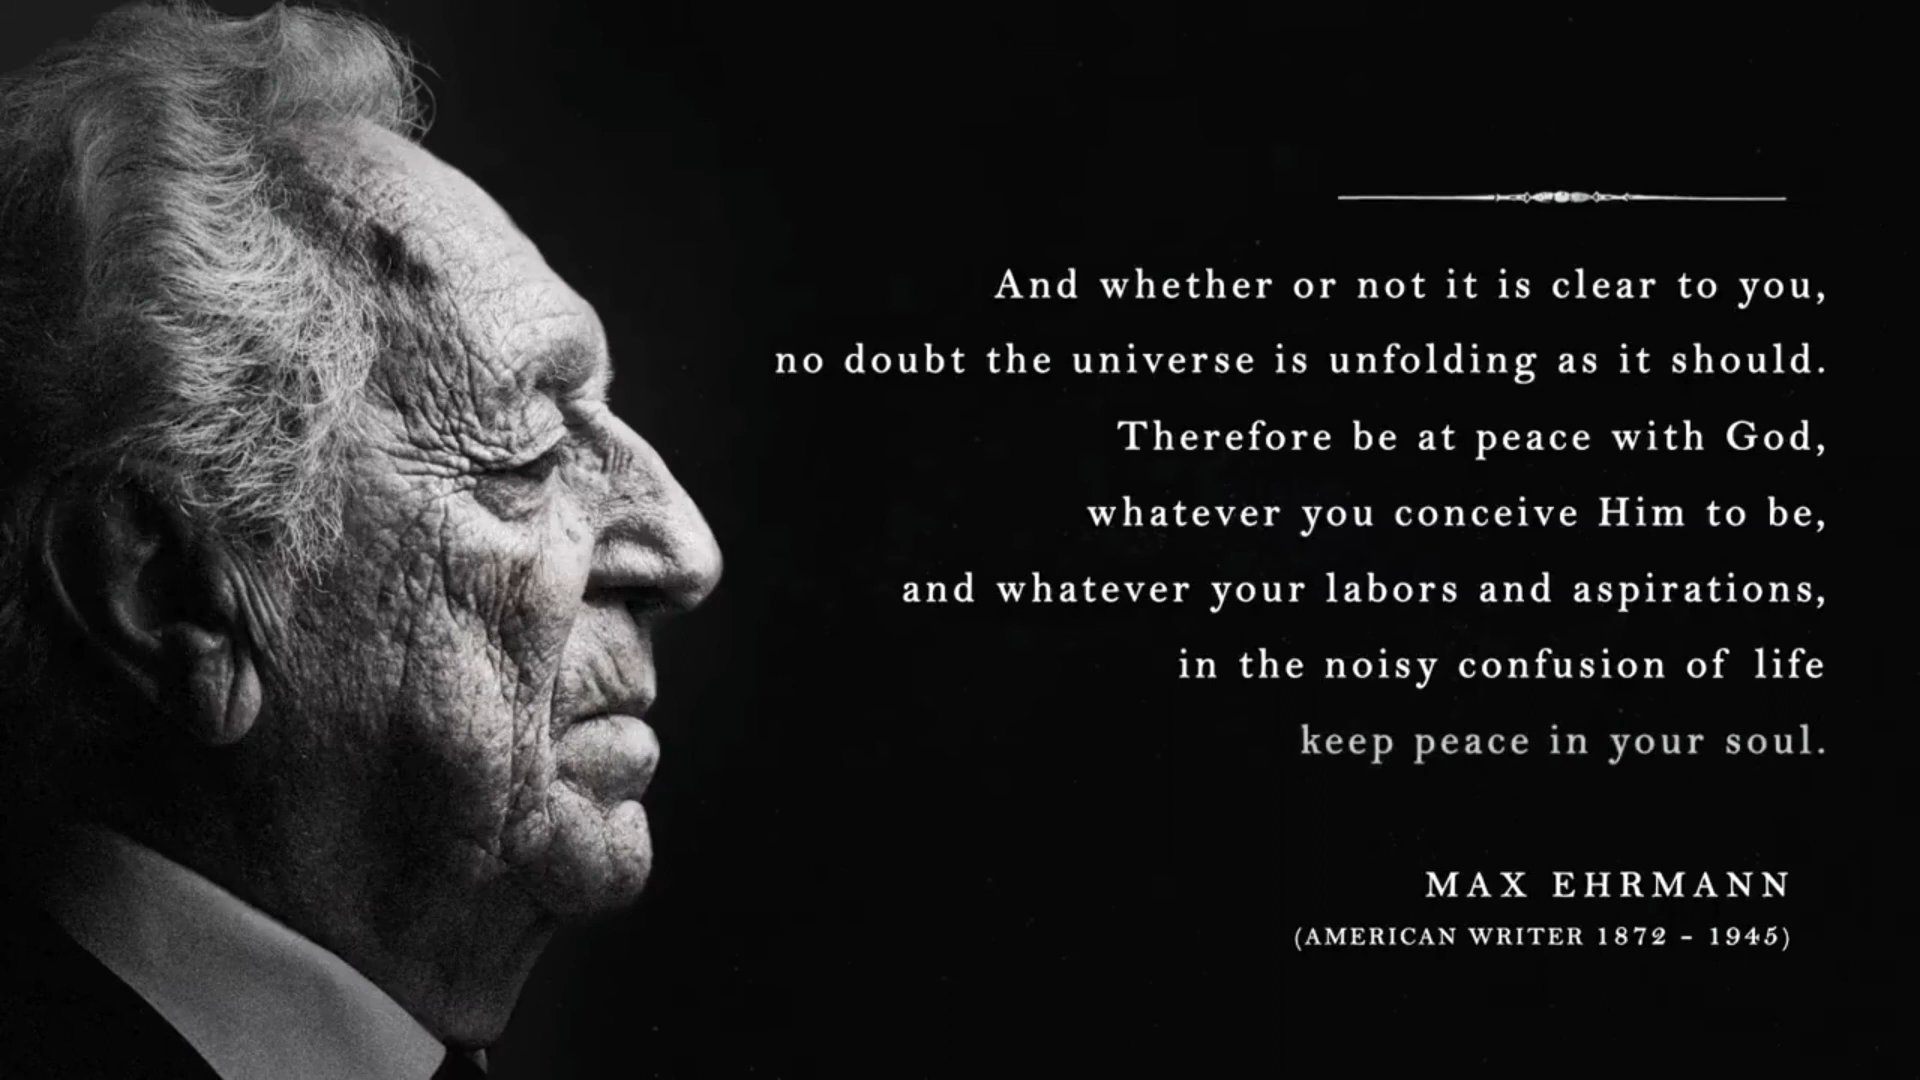 And whether or not it is clear to you,
no doubt the universe is unfolding as it should.
Therefore be at peace with God,
whatever you conceive Him to be,
and whatever your labors and aspirations,
in the noisy confusion of life
keep peace in your soul.
MAX EHRMANN
(AMERICAN WRITER 1872 - 1945)